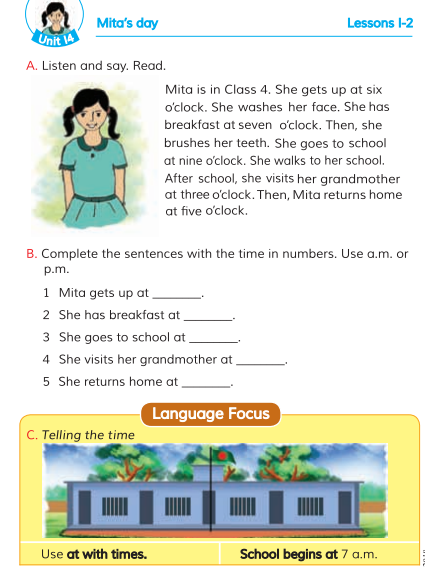 Mita's day
Lessons 1-2
Unit 14
A. Listen and say. Read.
Mita is in Class 4. She gets up at six
o'clock. She washes her face. She has
breakfast at seven o'clock. Then, she
brushes her teeth. She goes to school
at nine o'clock. She walks to her school.
After school, she visits her grandmother
at three o'clock. Then, Mita returns home
at five o'clock.
B. Complete the sentences with the time in numbers. Use a.m. or
p.m.
1 Mita gets up at _______.
2 She has breakfast at _______.
3 She goes to school at _______.
4 She visits her grandmother at _______.
5 She returns home at _______.
Language Focus
C. Telling the time
Use at with times.
School begins at 7 a.m.